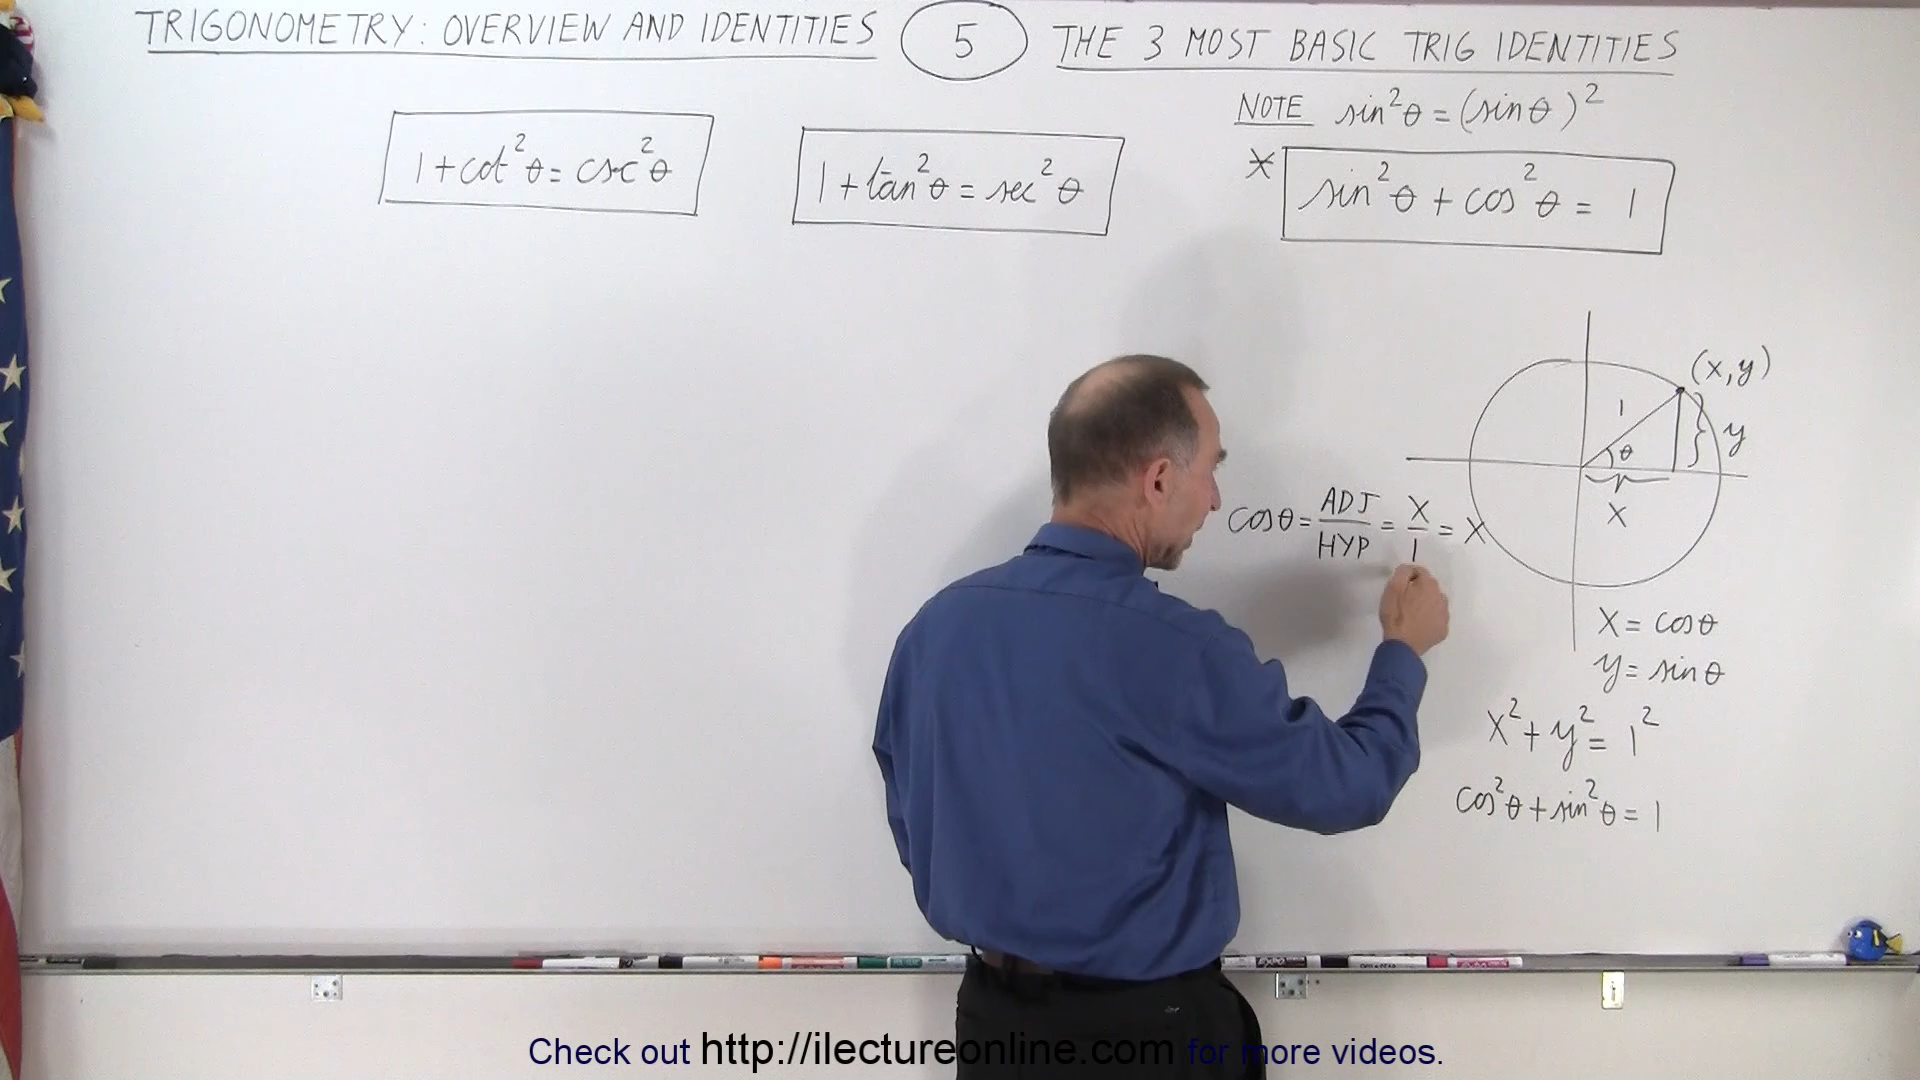 TRIGONOMETRY: OVERVIEW AND IDENTITIES 5 THE 3 MOST BASIC TRIG IDENTITIES
NOTE sin²θ = (sinθ)²
1 + cot²θ = csc²θ
1 + tan²θ = sec²θ
* sin²θ + cos²θ = 1
(x, y)
1
θ
y
x
cosθ = ADJ/HYP = x/1 = x
x = cosθ
y = sinθ
x² + y² = 1²
cos²θ + sin²θ = 1
Check out http://ilectureonline.com for more videos.